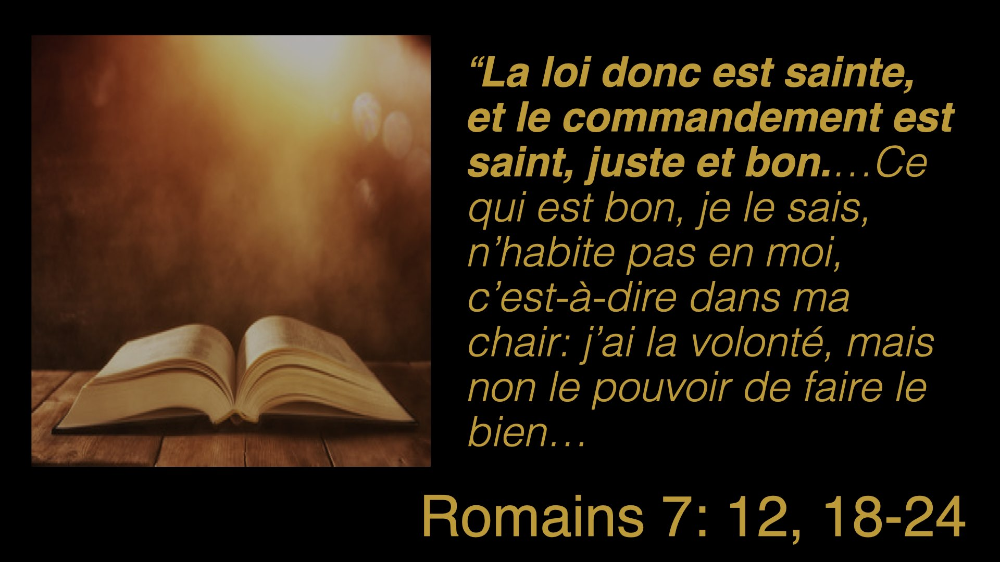 “La loi donc est sainte,
et le commandement est
saint, juste et bon.…Ce
qui est bon, je le sais,
n’habite pas en moi,
c’est-à-dire dans ma
chair: j’ai la volonté, mais
non le pouvoir de faire le
bien…
Romains 7: 12, 18-24